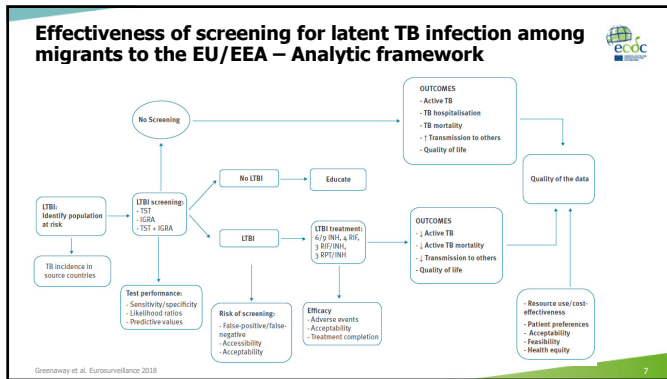 Effectiveness of screening for latent TB infection among
migrants to the EU/EEA – Analytic framework
ecdc
No Screening
OUTCOMES
- Active TB
- TB hospitalisation
- TB mortality
- ↑ Transmission to others
- Quality of life
No LTBI
Educate
Quality of the data
LTBI:
Identify population
at risk
LTBI screening:
- TST
- IGRA
- TST + IGRA
LTBI
LTBI treatment:
6/9 INH, 4 RIF,
3 RIF/INH,
3 RPT/INH
OUTCOMES
- ↓ Active TB
- ↓ Active TB mortality
- ↓ Transmission to others
- Quality of life
TB incidence in
source countries
Test performance:
- Sensitivity/specificity
- Likelihood ratios
- Predictive values
Risk of screening:
- False-positive/false-
negative
- Accessibility
- Acceptability
Efficacy
- Adverse events
- Acceptability
- Treatment completion
- Resource use/cost-
effectiveness
- Patient preferences
- Acceptability
- Feasibility
- Health equity
Greenaway et al. Eurosurveillance 2018
7